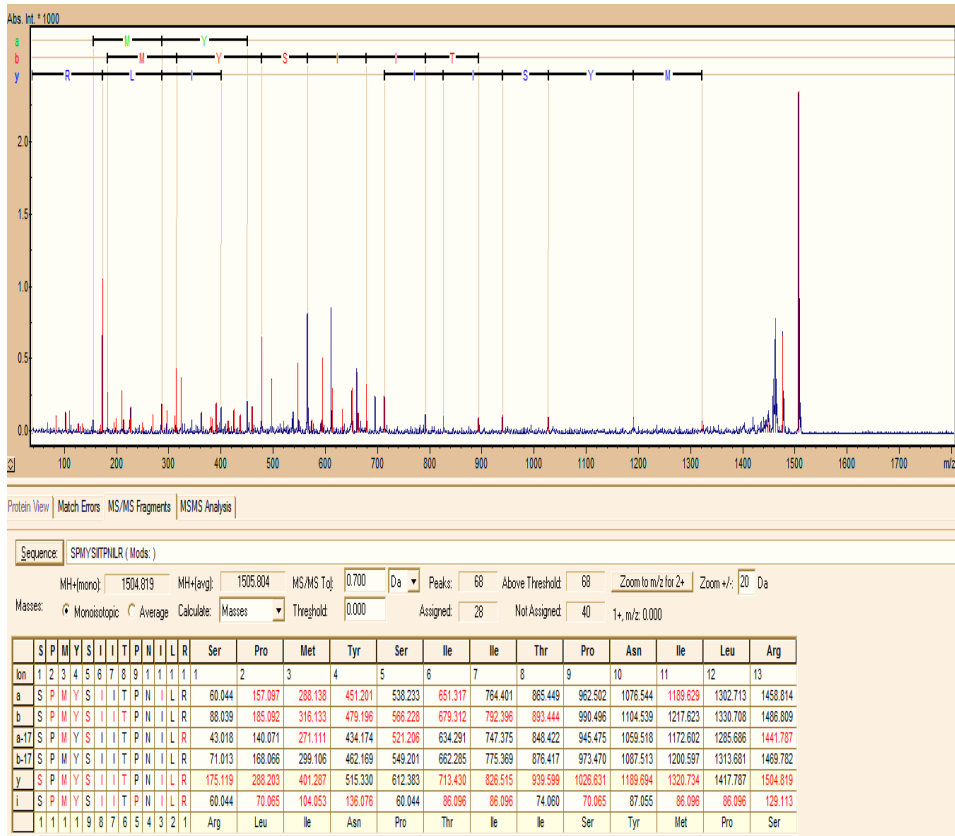 Abs. Int. * 1000
a M Y
b M Y S I I T
y R L I I I S Y M
2.0
1.5
1.0
0.5
0.0
100 200 300 400 500 600 700 800 900 1000 1100 1200 1300 1400 1500 1600 1700 m/z
Protein View Match Errors MS/MS Fragments MSMS Analysis
Sequence: SPMYSIITPNILR ( Mods: )
MH+(mono): 1504.819 MH+(avg): 1505.804 MS/MS Tol: 0.700 Da Peaks: 68 Above Threshold: 68 Zoom to m/z for 2+ Zoom +/-: 20 Da
Masses: Monoisotopic Average Calculate: Masses Threshold: 0.000 Assigned: 28 Not Assigned: 40 1+, m/z: 0.000
S P M Y S I I T P N I L R Ser Pro Met Tyr Ser Ile Ile Thr Pro Asn Ile Leu Arg
Ion 1 2 3 4 5 6 7 8 9 1 1 1 1 1 2 3 4 5 6 7 8 9 10 11 12 13
a S P M Y S I I T P N I L R 60.044 157.097 288.138 451.201 538.233 651.317 764.401 865.449 962.502 1076.544 1189.629 1302.713 1458.814
b S P M Y S I I T P N I L R 88.039 185.092 316.133 479.196 566.228 679.312 792.396 893.444 990.496 1104.539 1217.623 1330.708 1486.809
a-17 S P M Y S I I T P N I L R 43.018 140.071 271.111 434.174 521.206 634.291 747.375 848.422 945.475 1059.518 1172.602 1285.686 1441.787
b-17 S P M Y S I I T P N I L R 71.013 168.066 299.106 462.169 549.201 662.285 775.369 876.417 973.470 1087.513 1200.597 1313.681 1469.782
y S P M Y S I I T P N I L R 175.119 288.203 401.287 515.330 612.383 713.430 826.515 939.599 1026.631 1189.694 1320.734 1417.787 1504.819
i S P M Y S I I T P N I L R 60.044 70.065 104.053 136.076 60.044 86.096 86.096 74.060 70.065 87.055 86.096 86.096 129.113
1 1 1 1 9 8 7 6 5 4 3 2 1 Arg Leu Ile Asn Pro Thr Ile Ile Ser Tyr Met Pro Ser